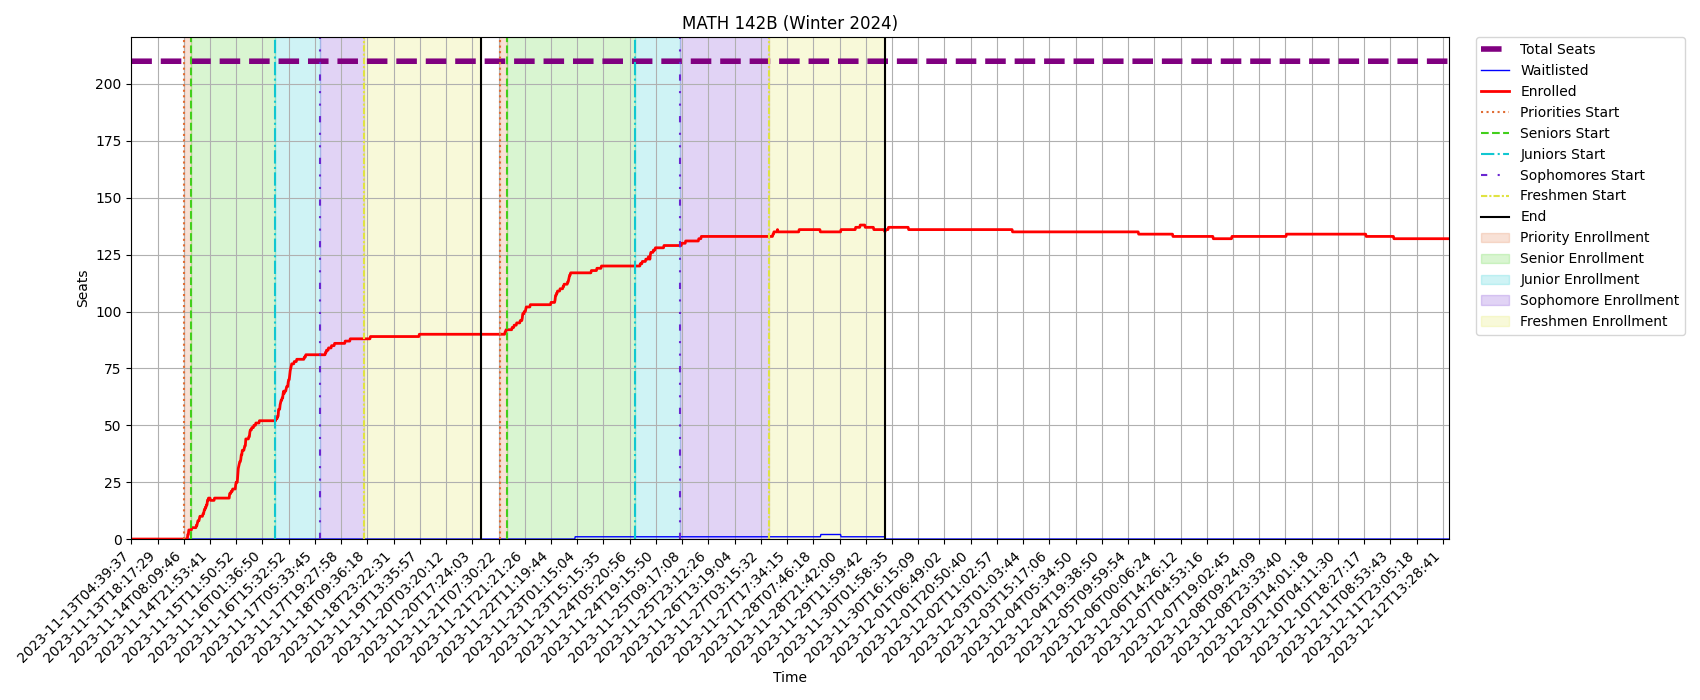 MATH 142B (Winter 2024)
Seats
200
175
150
125
100
75
50
25
0
Total Seats
Waitlisted
Enrolled
Priorities Start
Seniors Start
Juniors Start
Sophomores Start
Freshmen Start
End
Priority Enrollment
Senior Enrollment
Junior Enrollment
Sophomore Enrollment
Freshmen Enrollment
2023-11-13T04:39:37
2023-11-13T18:17:29
2023-11-14T08:09:46
2023-11-14T21:53:41
2023-11-15T11:50:52
2023-11-16T01:36:50
2023-11-16T15:32:52
2023-11-17T05:33:45
2023-11-17T19:27:58
2023-11-18T09:36:18
2023-11-18T23:22:31
2023-11-19T13:35:57
2023-11-20T03:20:12
2023-11-20T17:24:03
2023-11-21T07:30:22
2023-11-21T21:21:26
2023-11-22T11:19:44
2023-11-23T01:15:04
2023-11-23T15:15:35
2023-11-24T05:20:56
2023-11-24T19:15:50
2023-11-25T09:17:08
2023-11-25T23:12:26
2023-11-26T13:19:04
2023-11-27T03:15:32
2023-11-27T17:34:15
2023-11-28T07:46:18
2023-11-28T21:42:00
2023-11-29T11:59:42
2023-11-30T01:58:35
2023-11-30T16:15:09
2023-12-01T06:49:02
2023-12-01T20:50:40
2023-12-02T11:02:57
2023-12-03T01:03:44
2023-12-03T15:17:06
2023-12-04T05:34:50
2023-12-04T19:38:50
2023-12-05T09:59:54
2023-12-06T00:06:24
2023-12-06T14:26:12
2023-12-07T04:53:16
2023-12-07T19:02:45
2023-12-08T09:24:09
2023-12-08T23:33:40
2023-12-09T14:01:18
2023-12-10T04:11:30
2023-12-10T18:27:17
2023-12-11T08:53:43
2023-12-11T23:05:18
2023-12-12T13:28:41
Time